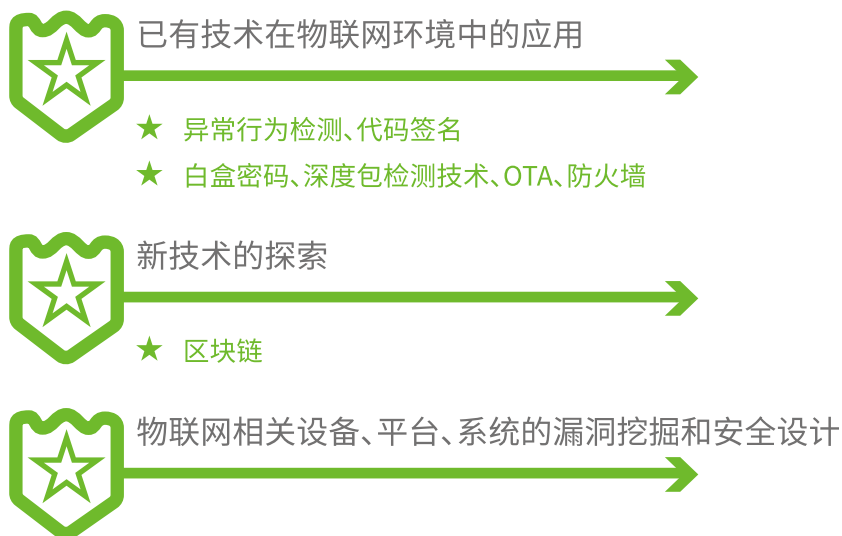 已有技术在物联网环境中的应用
★ 异常行为检测、代码签名
★ 白盒密码、深度包检测技术、OTA、防火墙
新技术的探索
★ 区块链
物联网相关设备、平台、系统的漏洞挖掘和安全设计